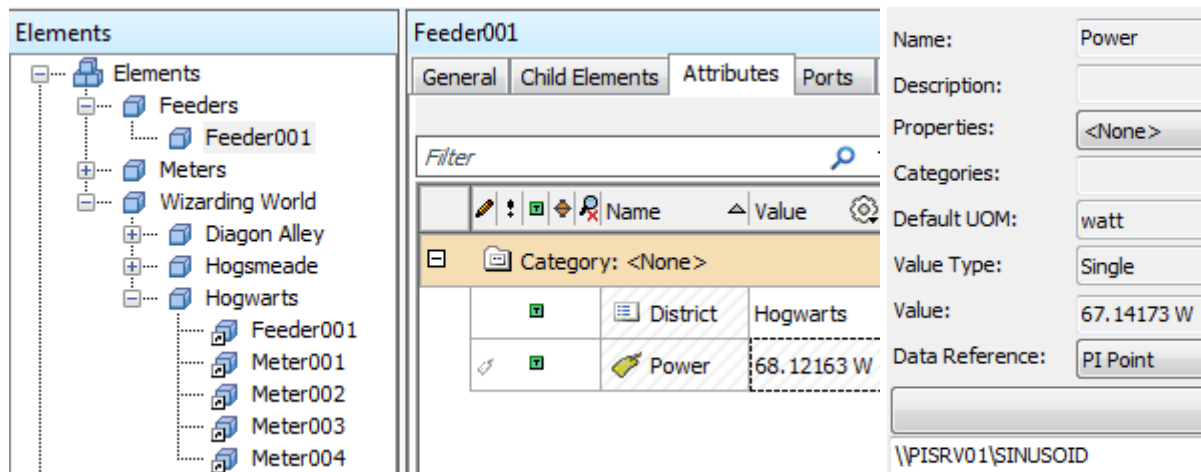 Elements
Elements
Feeders
Feeder001
Meters
Wizarding World
Diagon Alley
Hogsmeade
Hogwarts
Feeder001
Meter001
Meter002
Meter003
Meter004
Feeder001
General Child Elements Attributes Ports
Filter
Name Value
Category: <None>
District Hogwarts
Power 68.12163 W
Name: Power
Description:
Properties: <None>
Categories:
Default UOM: watt
Value Type: Single
Value: 67.14173 W
Data Reference: PI Point
\\PISRV01\SINUSOID